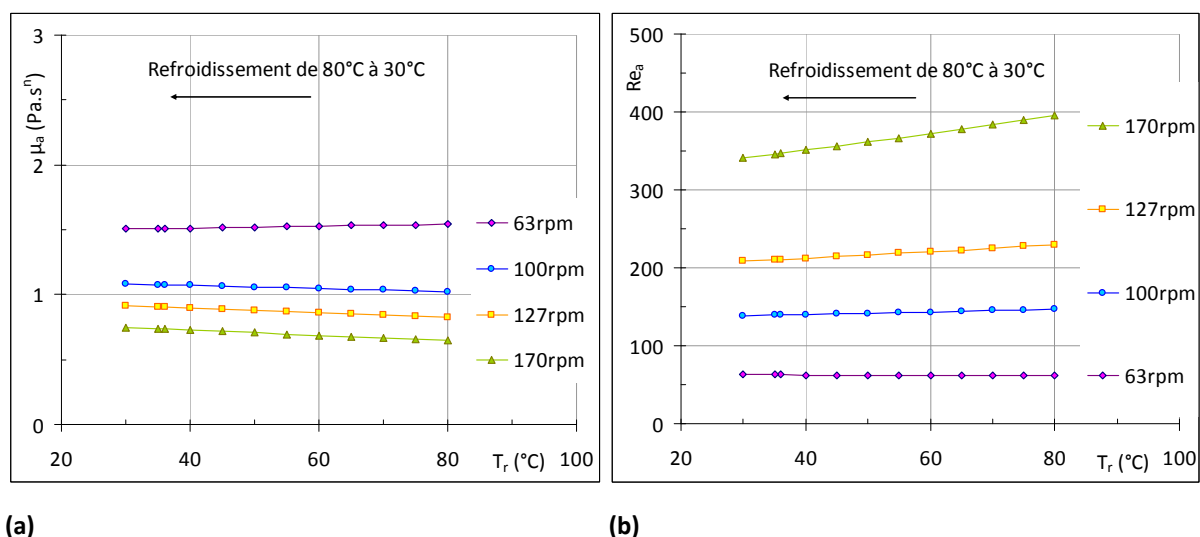 3
2
1
0
μₐ (Pa.sⁿ)
Refroidissement de 80°C à 30°C
63rpm
100rpm
127rpm
170rpm
20
40
60
80
100
Tᵣ (°C)
(a)
500
400
300
200
100
0
Reₐ
Refroidissement de 80°C à 30°C
170rpm
127rpm
100rpm
63rpm
20
40
60
80
100
Tᵣ (°C)
(b)